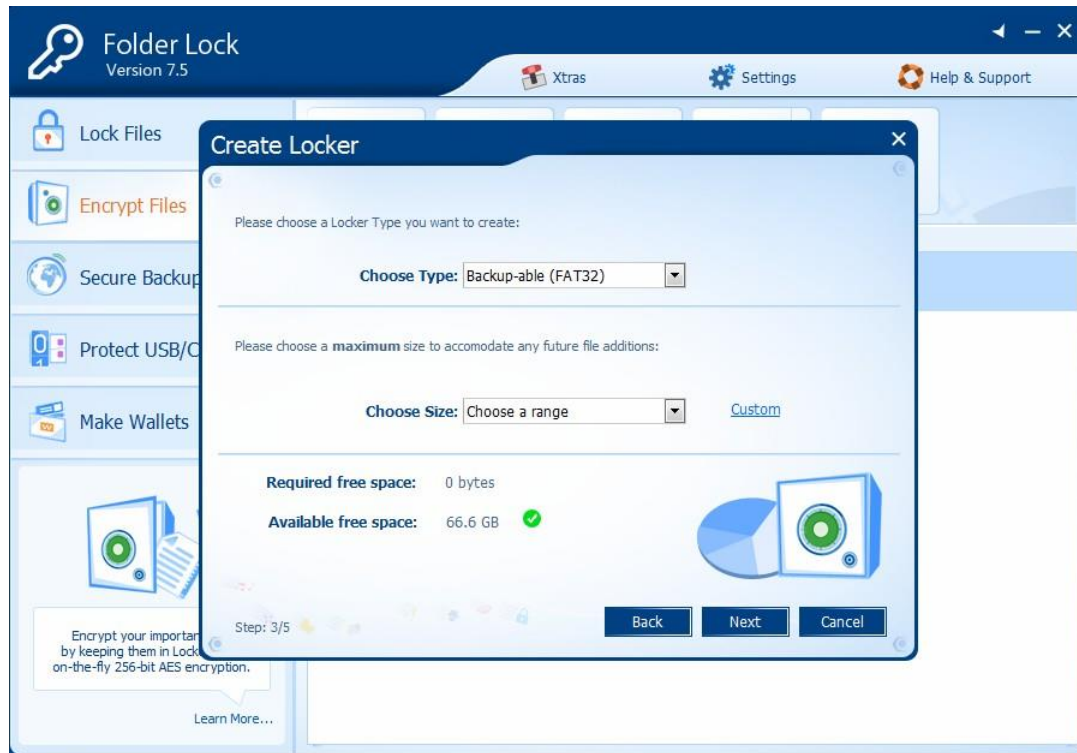 Folder Lock
Version 7.5
Xtras
Settings
Help & Support
Lock Files
Encrypt Files
Secure Backup
Protect USB/C
Make Wallets
Create Locker
Please choose a Locker Type you want to create:
Choose Type: Backup-able (FAT32)
Please choose a maximum size to accomodate any future file additions:
Choose Size: Choose a range
Custom
Required free space: 0 bytes
Available free space: 66.6 GB
Step: 3/5
Back
Next
Cancel
Encrypt your importan
by keeping them in Lock
on-the-fly 256-bit AES encryption.
Learn More...